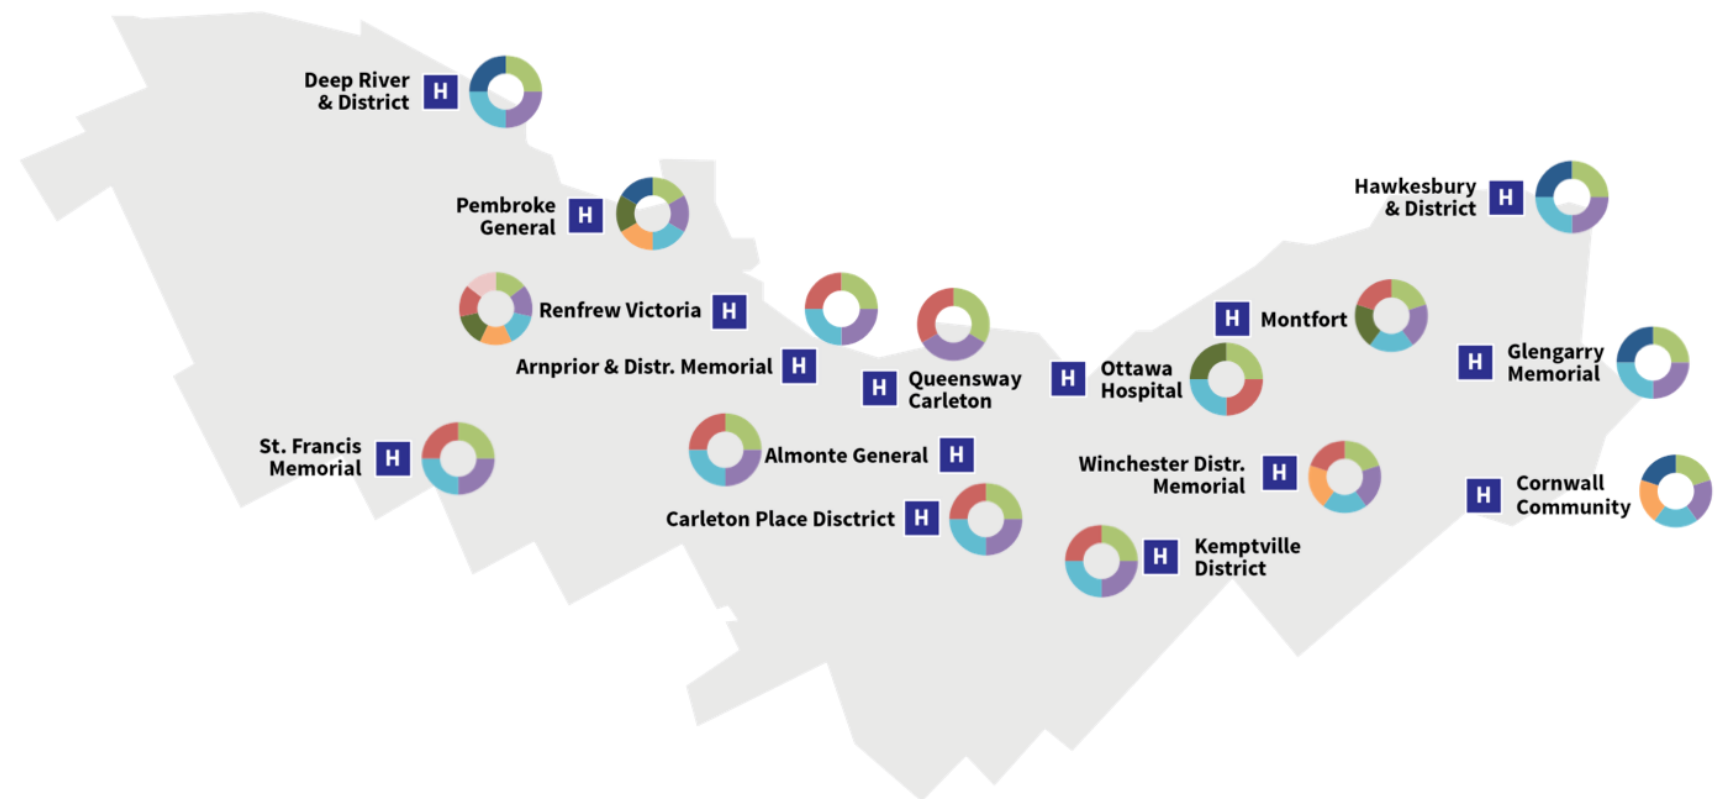 Deep River
& District
H
Pembroke
General
H
Hawkesbury
& District
H
Renfrew Victoria
H
H
Montfort
Arnprior & Distr. Memorial
H
H
Queensway
Carleton
H
Ottawa
Hospital
H
Glengarry
Memorial
St. Francis
Memorial
H
Almonte General
H
Winchester Distr.
Memorial
H
H
Cornwall
Community
Carleton Place Disctrict
H
H
Kemptville
District